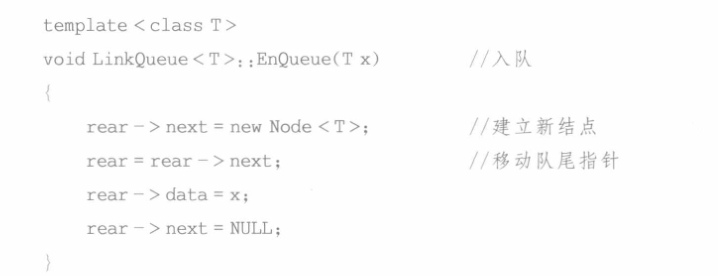 template <class T>
void LinkQueue <T>::EnQueue(T x) //入队
{
rear -> next = new Node <T>; //建立新结点
rear = rear -> next; //移动队尾指针
rear -> data = x;
rear -> next = NULL;
}